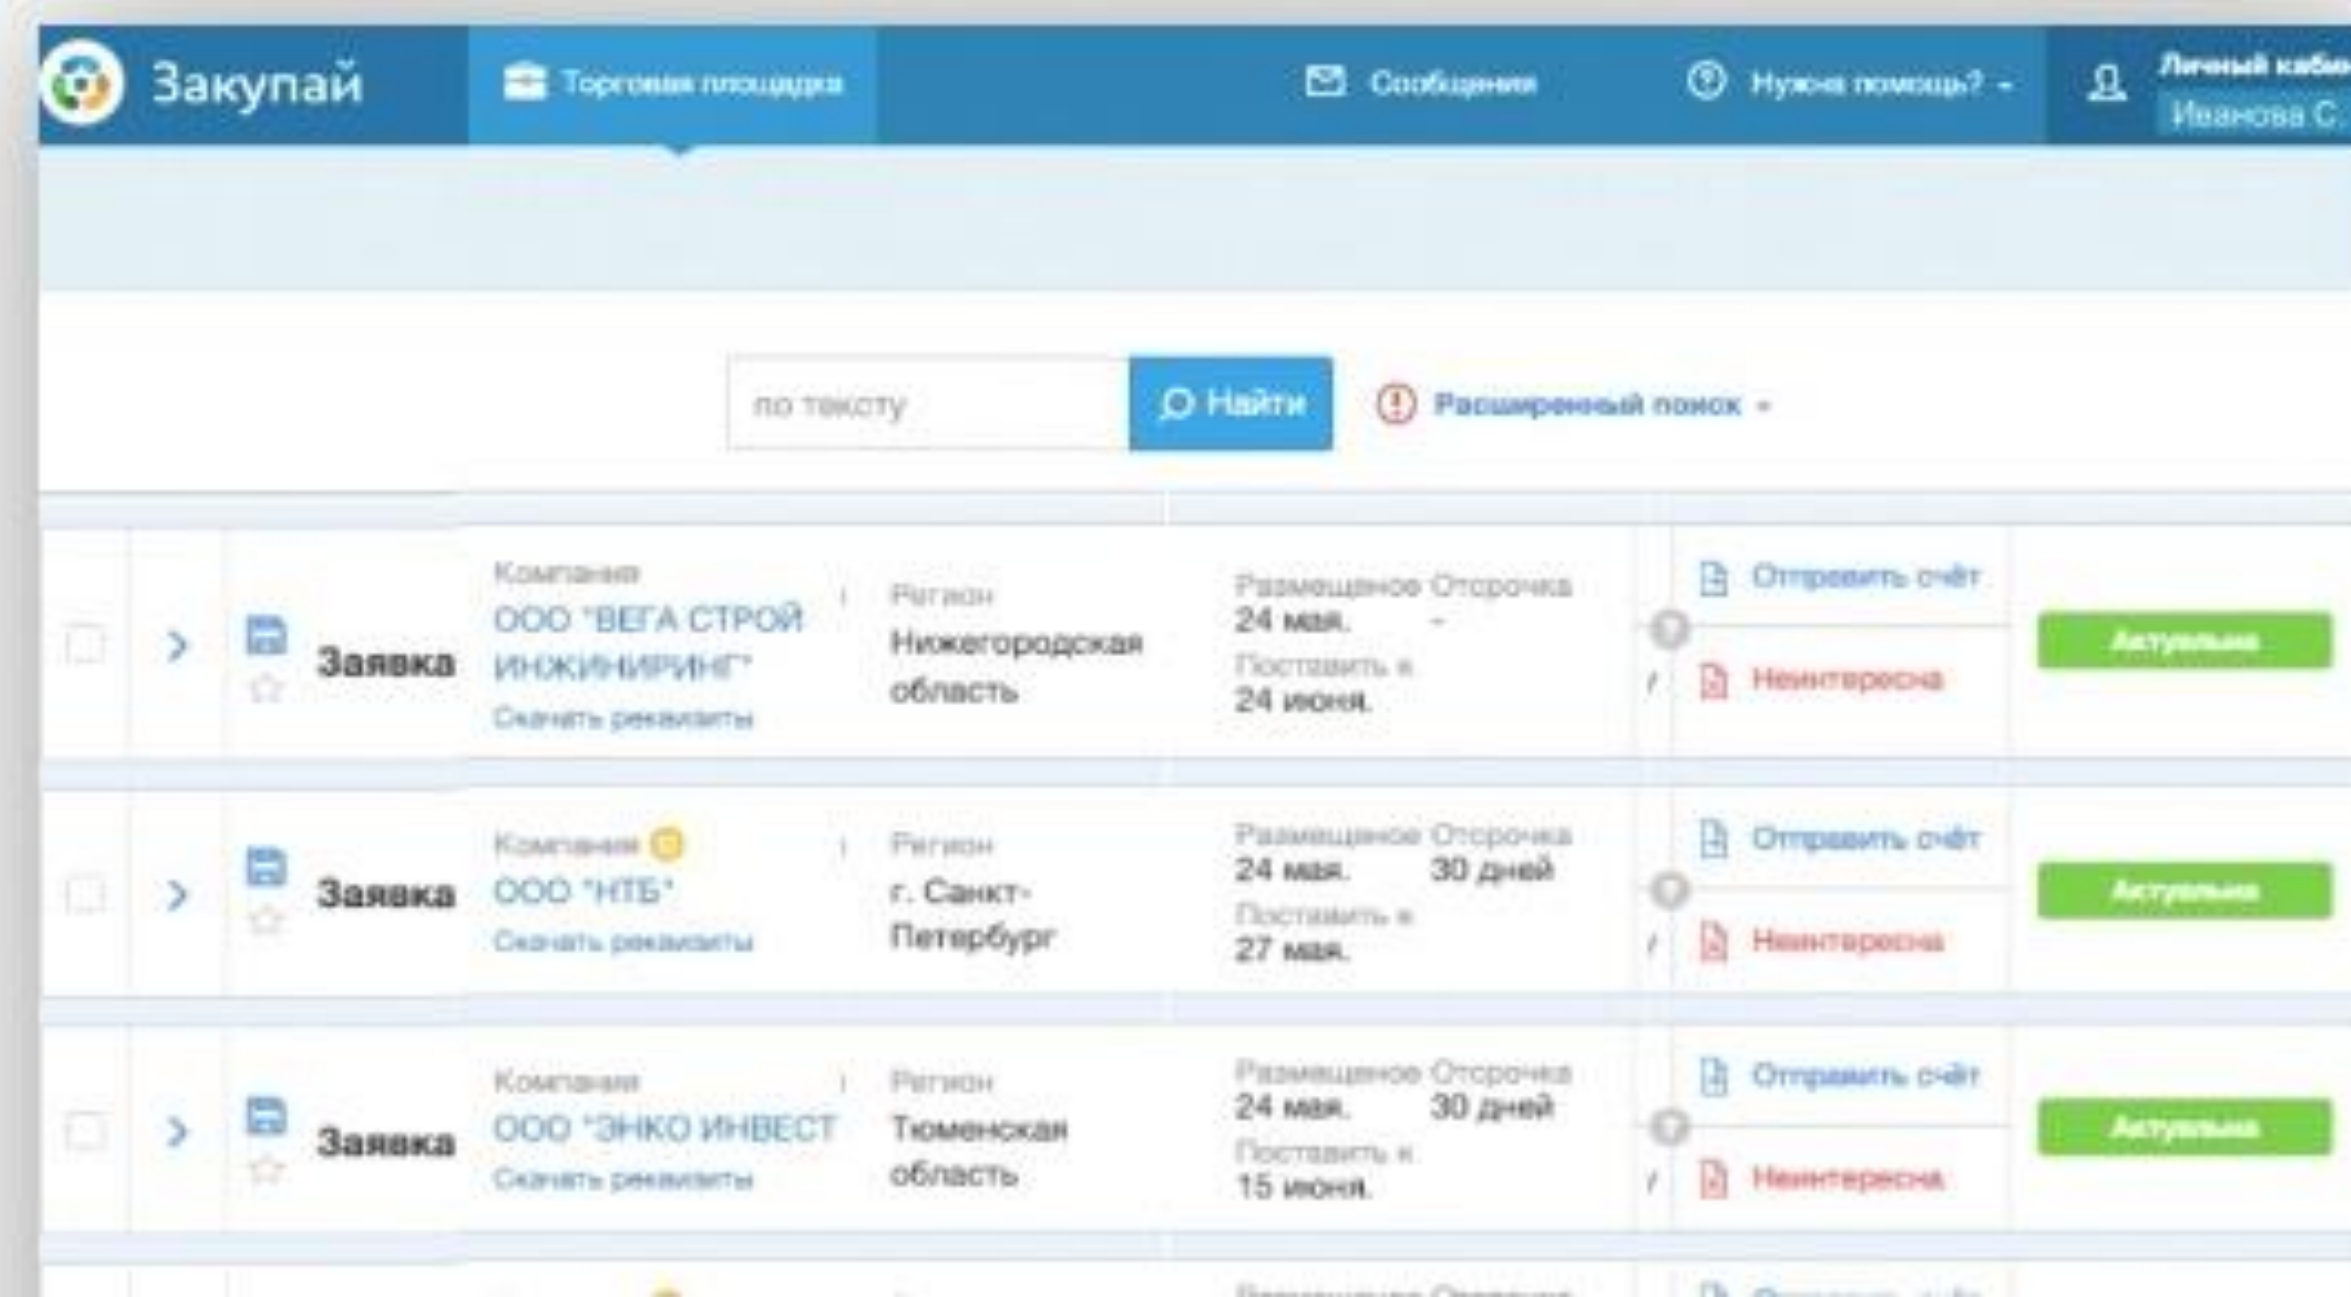 Закупай
Торговая площадка
Сообщения
Нужна помощь?
Личный кабин
Иванова С.
по тексту
Найти
Расширенный поиск
Заявка
Компания
ООО "ВЕГА СТРОЙ
ИНЖИНИРИНГ"
Скачать реквизиты
Регион
Нижегородская
область
Размещеное Отсрочка
24 мая. -
Поставить к
24 июня.
Отправить счёт
/ Неинтересна
Актуальна
Заявка
Компания
ООО "НТБ"
Скачать реквизиты
Регион
г. Санкт-
Петербург
Размещеное Отсрочка
24 мая. 30 дней
Поставить к
27 мая.
Отправить счёт
/ Неинтересна
Актуальна
Заявка
Компания
ООО "ЭНКО ИНВЕСТ
Скачать реквизиты
Регион
Тюменская
область
Размещеное Отсрочка
24 мая. 30 дней
Поставить к
15 июня.
Отправить счёт
/ Неинтересна
Актуальна